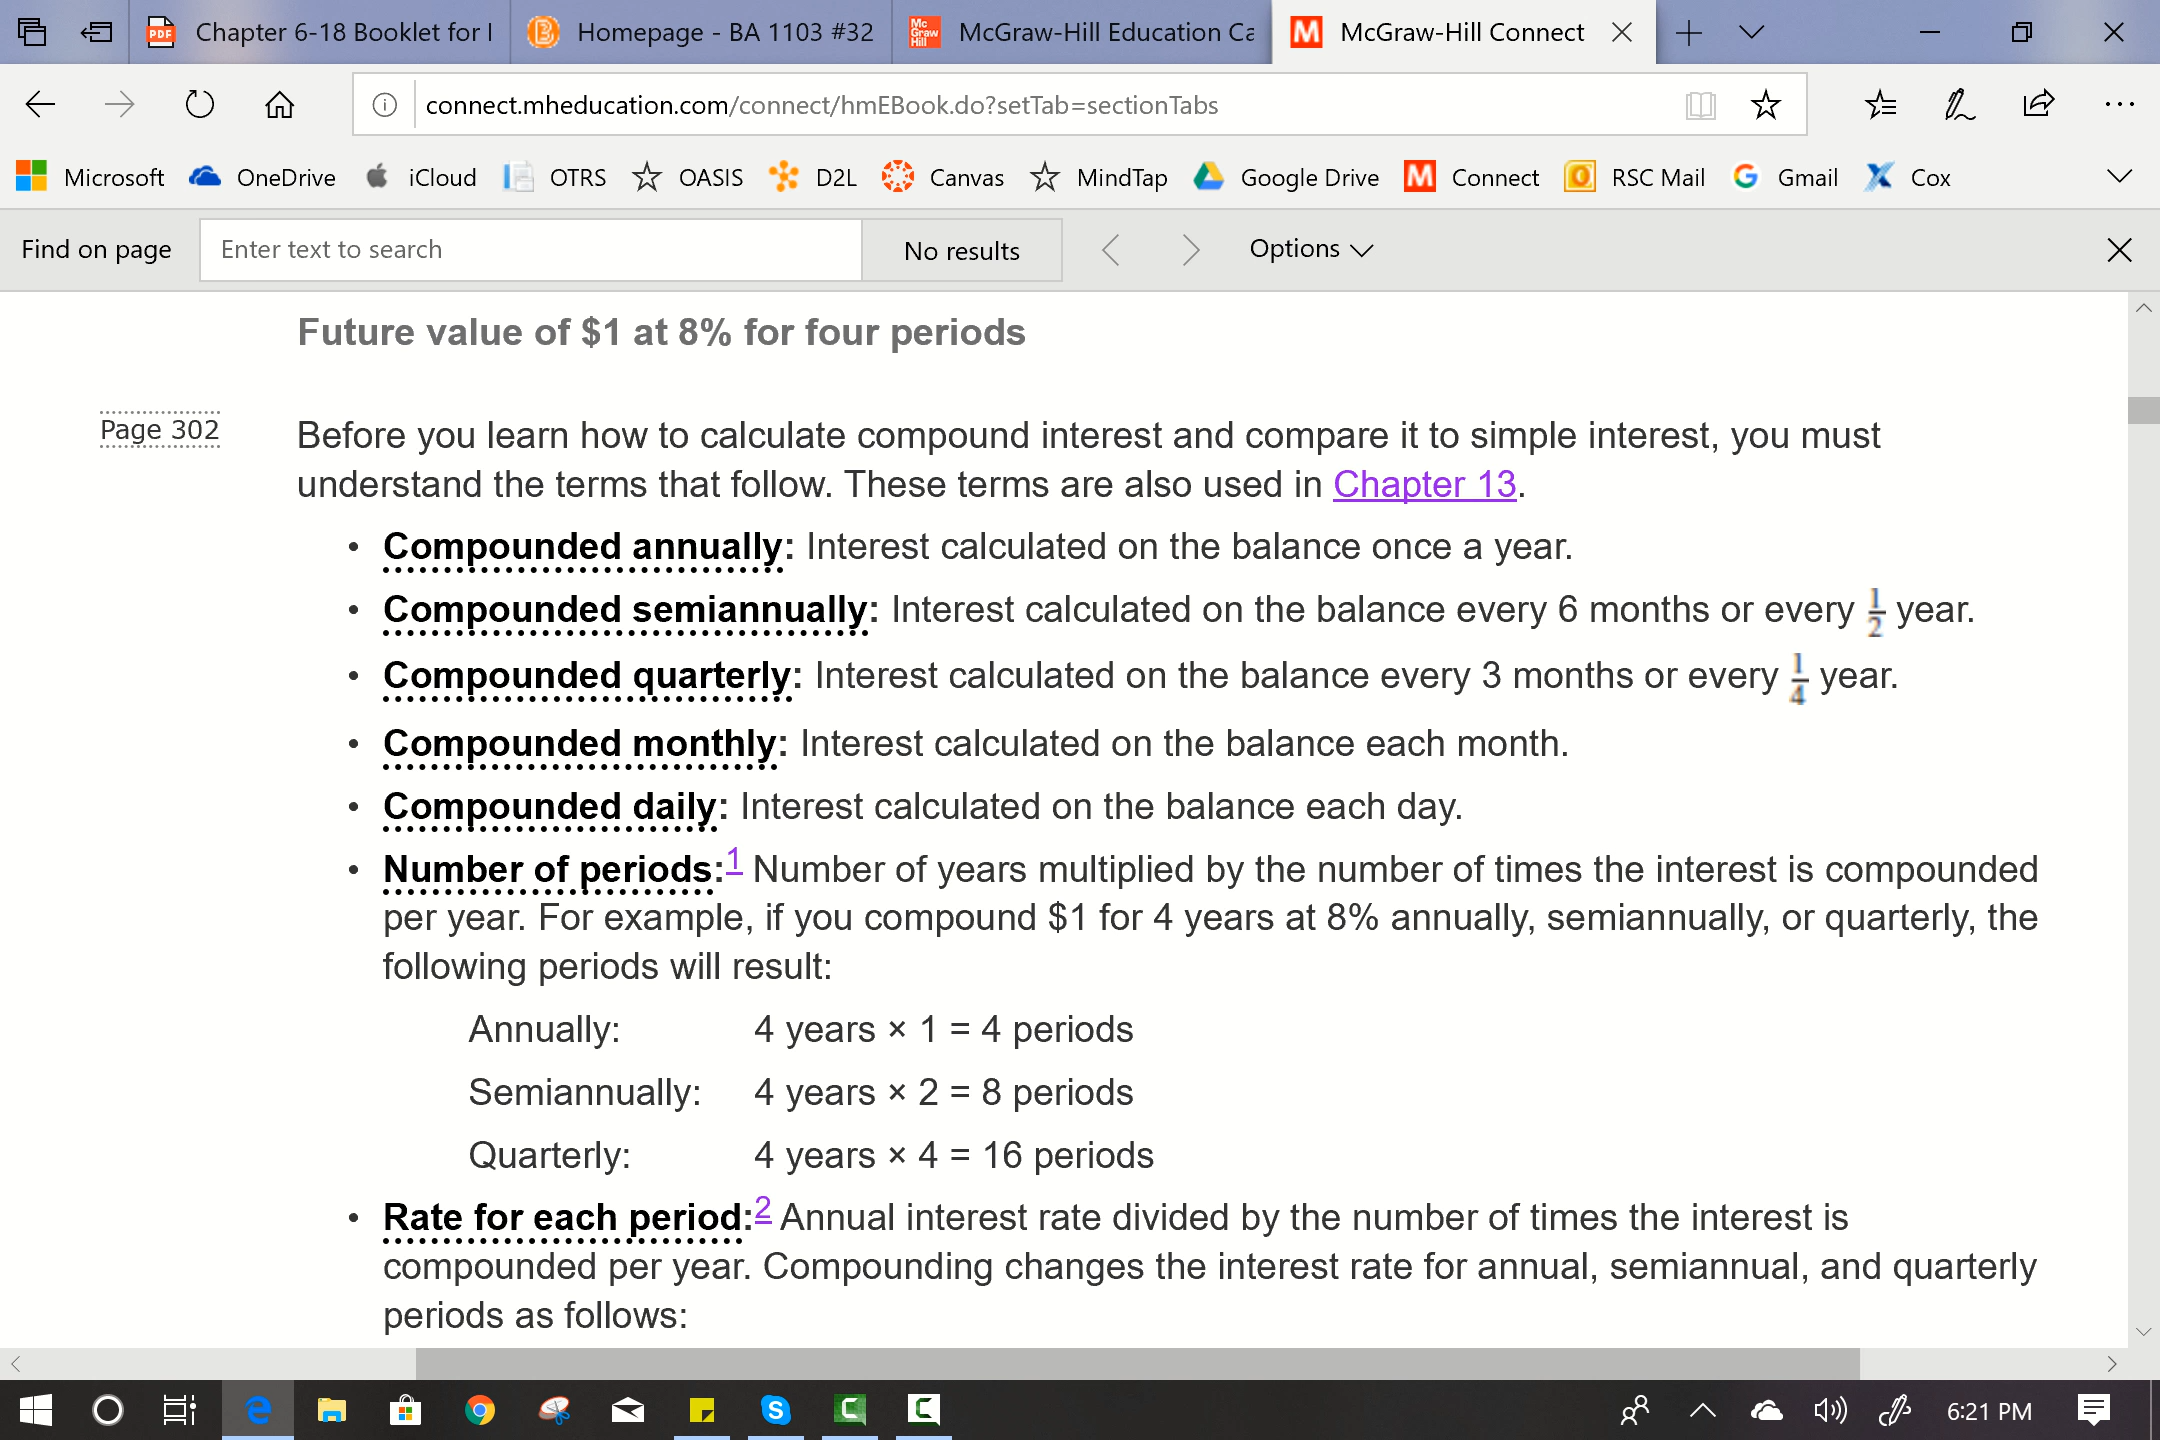 Chapter 6-18 Booklet for
Homepage - BA 1103 #32
McGraw-Hill Education Ca
McGraw-Hill Connect
connect.mheducation.com/connect/hmEBook.do?setTab=sectionTabs
Microsoft OneDrive iCloud OTRS OASIS D2L Canvas MindTap Google Drive Connect RSC Mail Gmail Cox
Find on page Enter text to search No results Options
Future value of $1 at 8% for four periods
Page 302
Before you learn how to calculate compound interest and compare it to simple interest, you must
understand the terms that follow. These terms are also used in Chapter 13.
• Compounded annually: Interest calculated on the balance once a year.
• Compounded semiannually: Interest calculated on the balance every 6 months or every 1/2 year.
• Compounded quarterly: Interest calculated on the balance every 3 months or every 1/4 year.
• Compounded monthly: Interest calculated on the balance each month.
• Compounded daily: Interest calculated on the balance each day.
• Number of periods:1 Number of years multiplied by the number of times the interest is compounded
per year. For example, if you compound $1 for 4 years at 8% annually, semiannually, or quarterly, the
following periods will result:
Annually: 4 years × 1 = 4 periods
Semiannually: 4 years × 2 = 8 periods
Quarterly: 4 years × 4 = 16 periods
• Rate for each period:2 Annual interest rate divided by the number of times the interest is
compounded per year. Compounding changes the interest rate for annual, semiannual, and quarterly
periods as follows:
6:21 PM